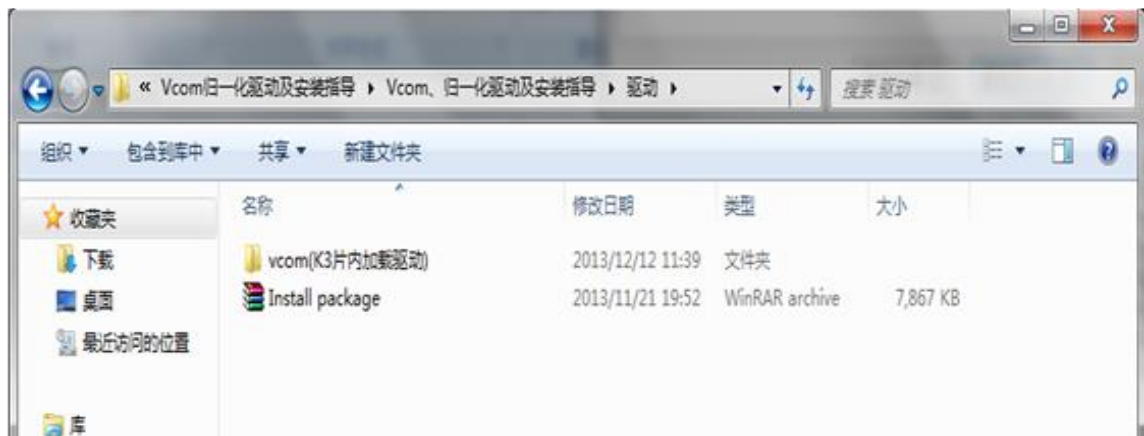 « Vcom归一化驱动及安装指导 ▸ Vcom、归一化驱动及安装指导 ▸ 驱动 ▸ 搜索 驱动
组织 包含到库中 共享 新建文件夹
收藏夹 名称 修改日期 类型 大小
下载 vcom(K3片内加载驱动) 2013/12/12 11:39 文件夹
桌面 Install package 2013/11/21 19:52 WinRAR archive 7,867 KB
最近访问的位置
库